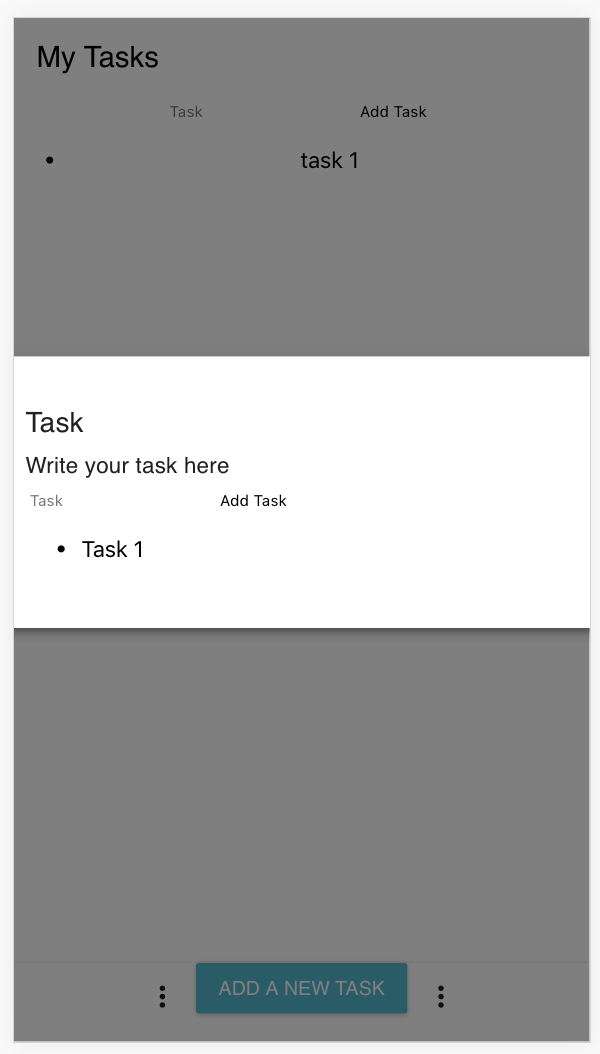 My Tasks
Task Add Task
• task 1
Task
Write your task here
Task Add Task
• Task 1
ADD A NEW TASK